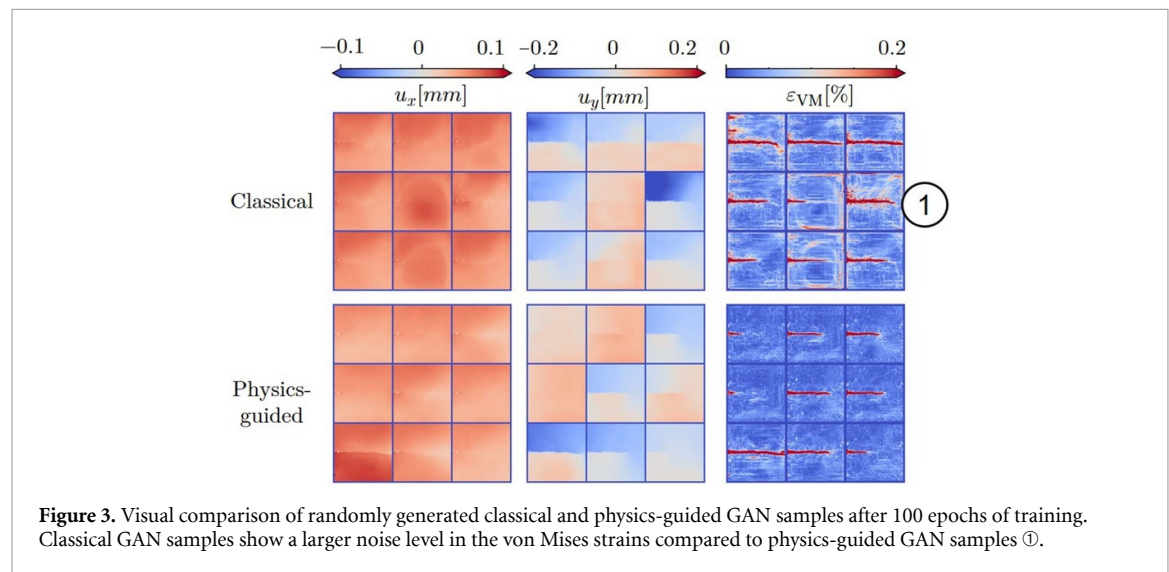 −0.1 0 0.1 −0.2 0 0.2 0 0.2
u_x[mm] u_y[mm] ε_VM[%]
Classical
1
Physics-
guided
Figure 3. Visual comparison of randomly generated classical and physics-guided GAN samples after 100 epochs of training.
Classical GAN samples show a larger noise level in the von Mises strains compared to physics-guided GAN samples ①.